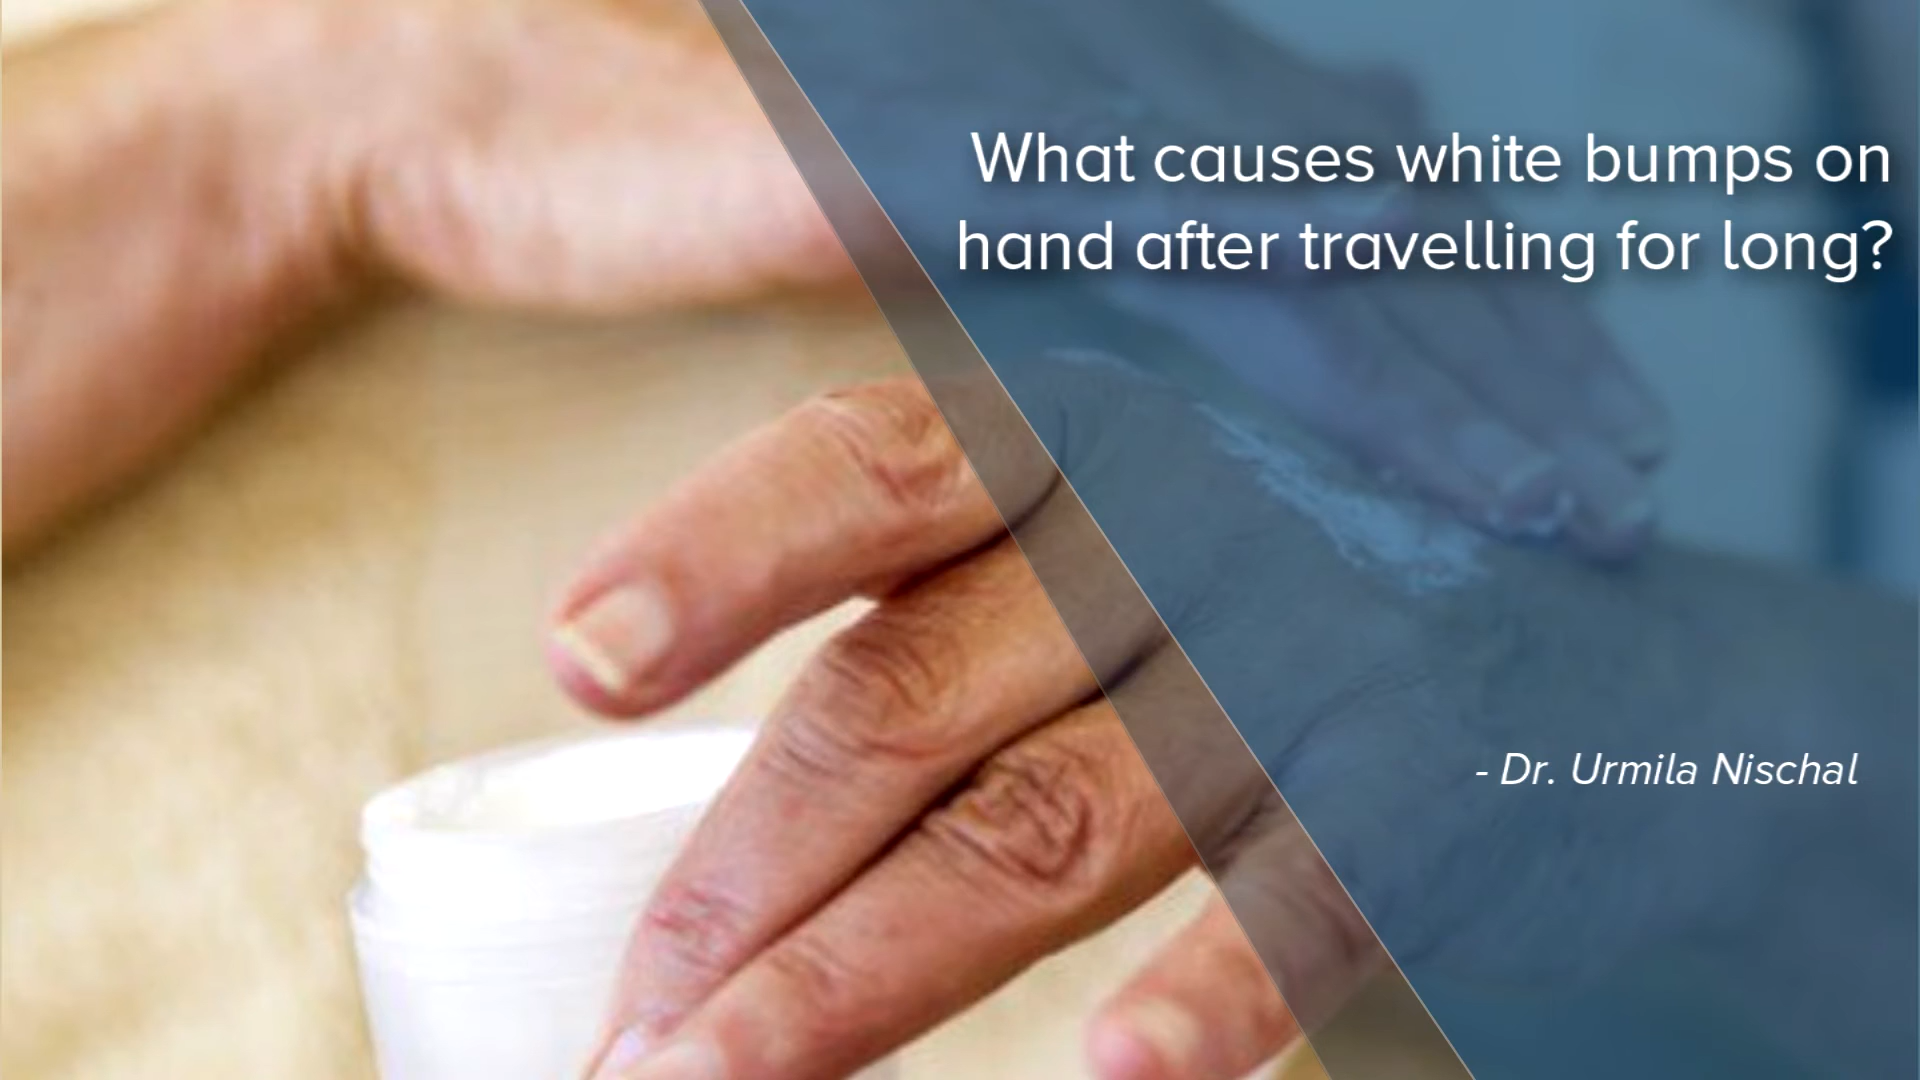 What causes white bumps on
hand after travelling for long?
- Dr. Urmila Nischal